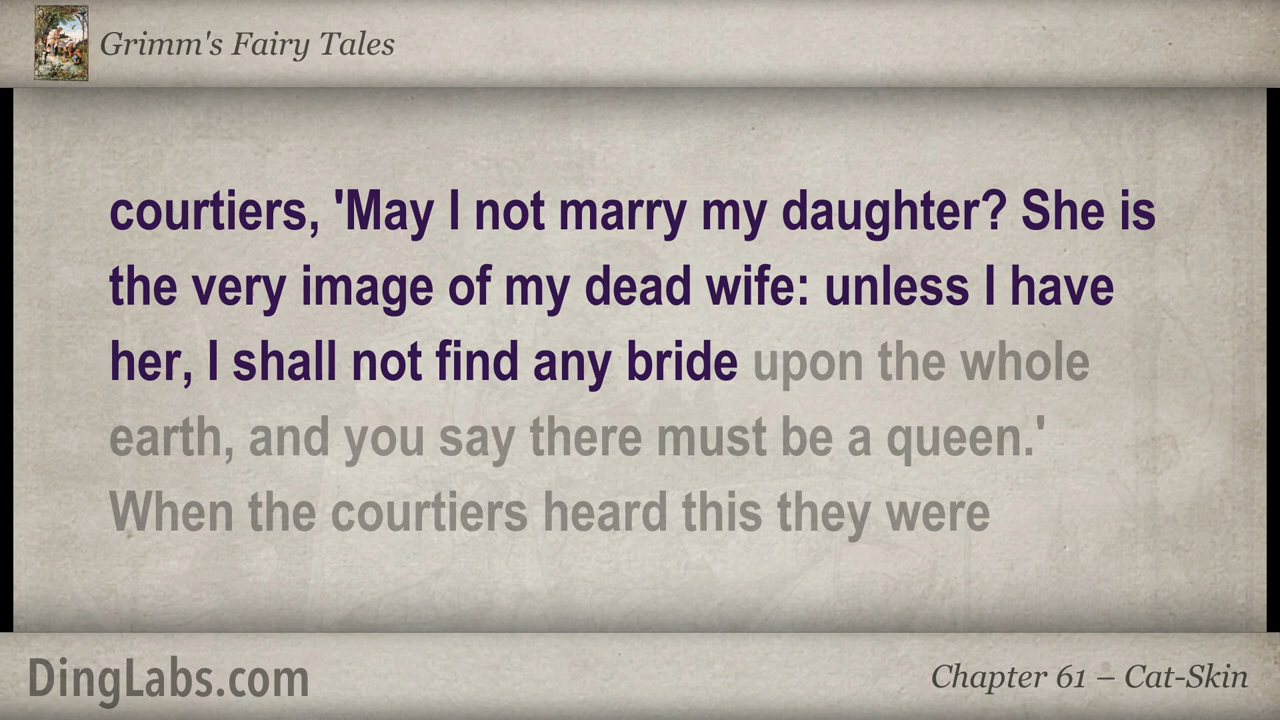 Grimm's Fairy Tales
courtiers, 'May I not marry my daughter? She is
the very image of my dead wife: unless I have
her, I shall not find any bride upon the whole
earth, and you say there must be a queen.'
When the courtiers heard this they were
DingLabs.com
Chapter 61 – Cat-Skin